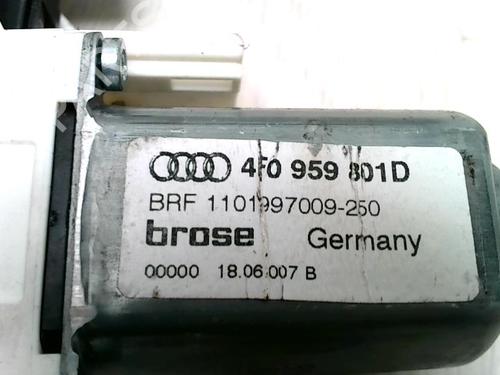 4F0 959 801D
BRF 1101997009-250
brose Germany
00000 18.06 007 B